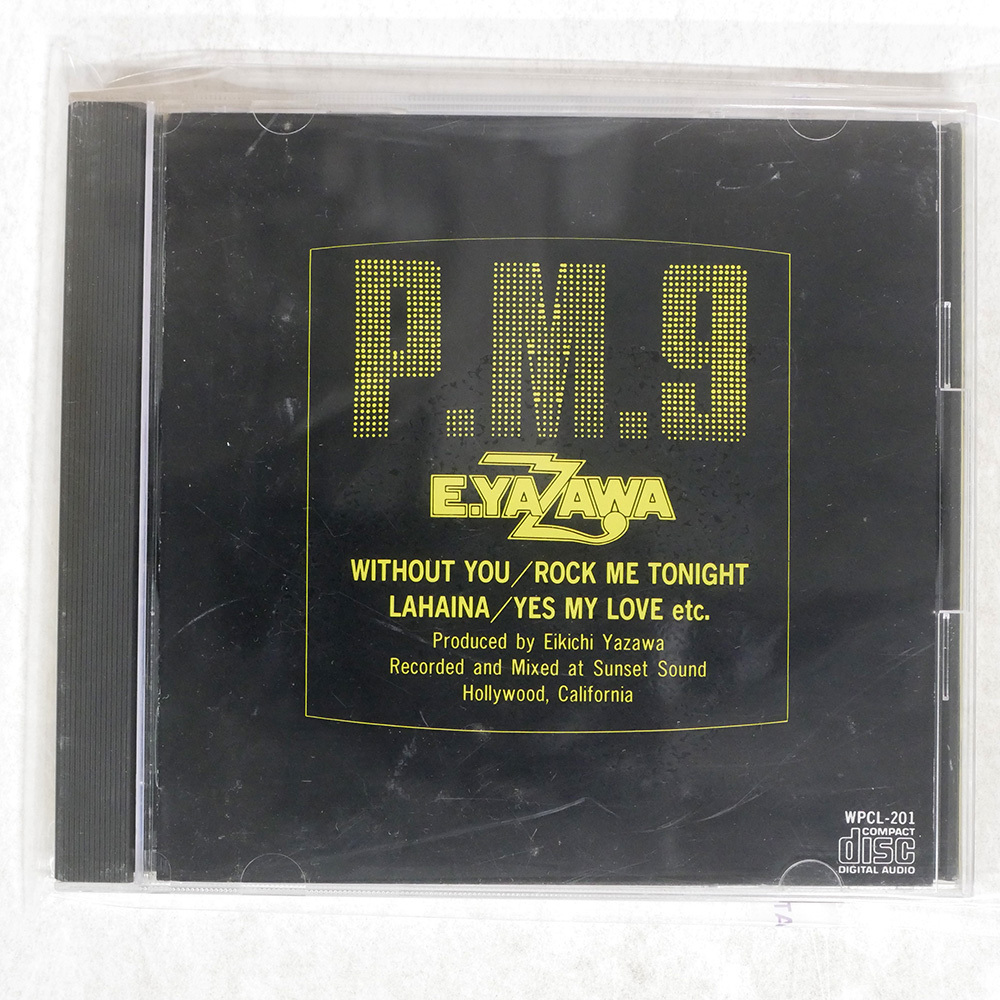 P.M.9
E.YAZAWA
WITHOUT YOU/ROCK ME TONIGHT
LAHAINA/YES MY LOVE etc.
Produced by Eikichi Yazawa
Recorded and Mixed at Sunset Sound
Hollywood, California
WPCL-201
COMPACT
disc
DIGITAL AUDIO
TA